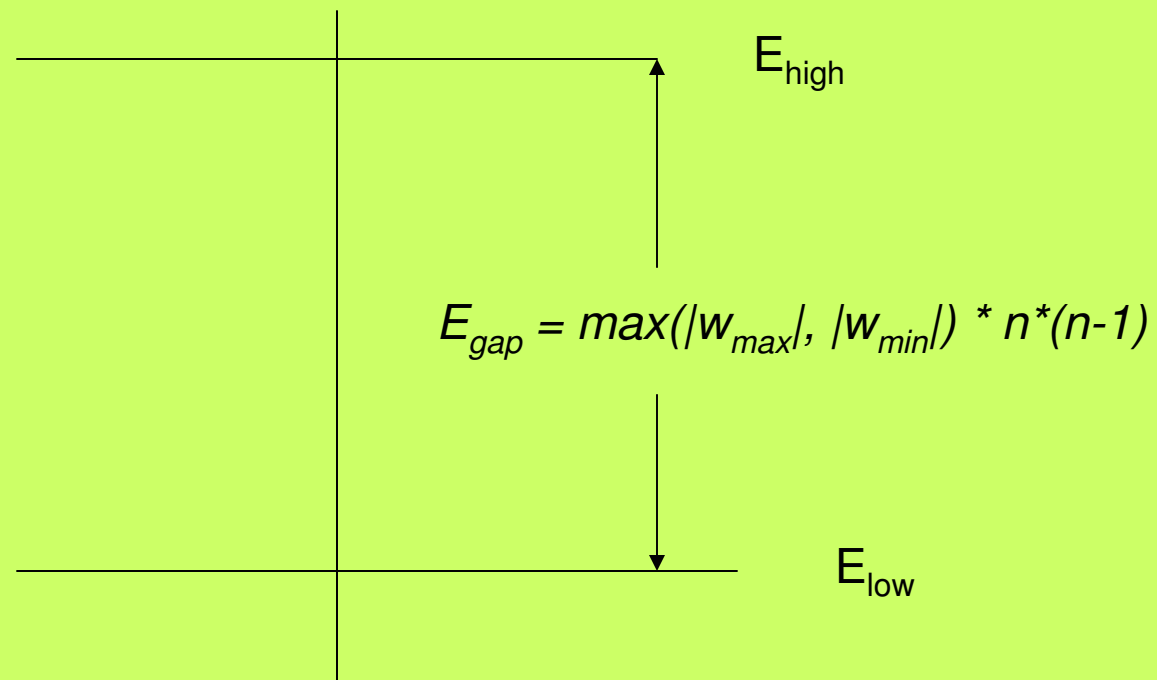 E_high
E_gap = max(|w_max|, |w_min|) * n*(n-1)
E_low